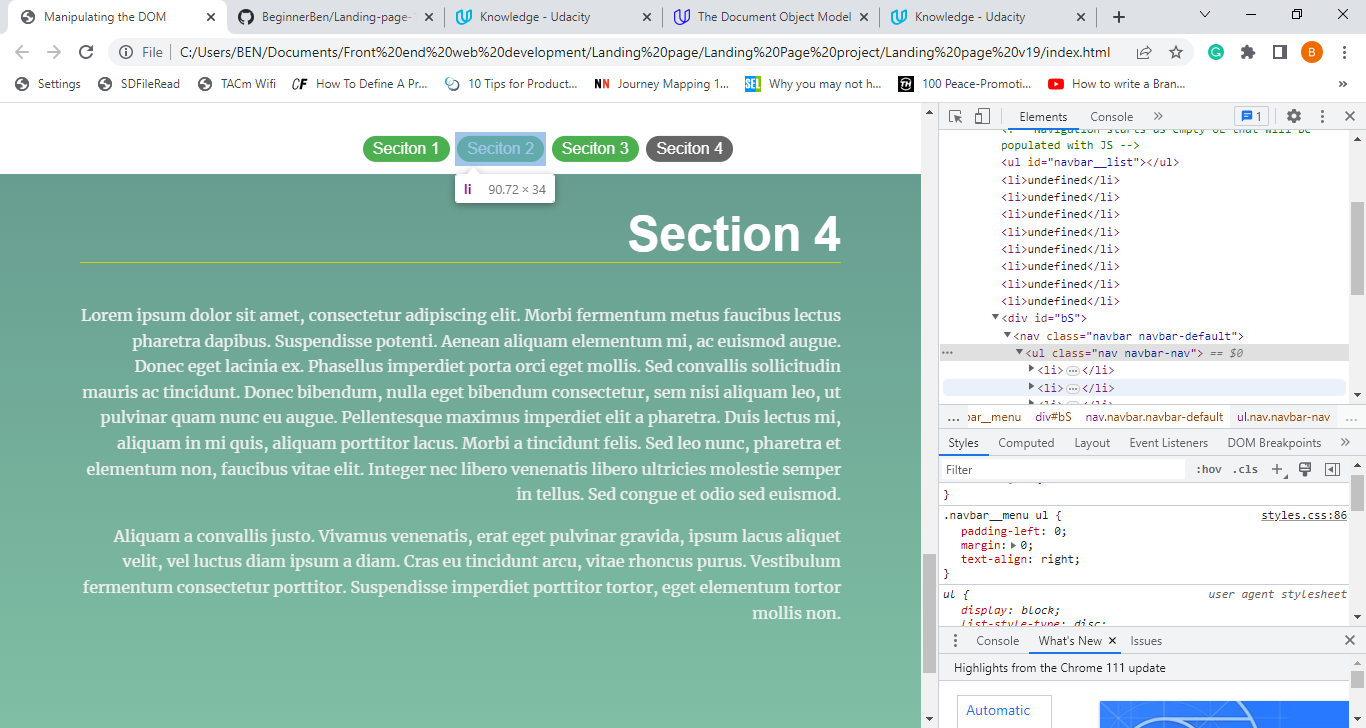 Manipulating the DOM
BeginnerBen/Landing-page-
Knowledge - Udacity
The Document Object Model
Knowledge - Udacity
File
C:/Users/BEN/Documents/Front%20end%20web%20development/Landing%20page/Landing%20Page%20project/Landing%20page%20v19/index.html
B
Settings
SDFileRead
TACm Wifi
CF How To Define A Pr...
10 Tips for Product...
NN Journey Mapping 1...
SEL Why you may not h...
100 Peace-Promoti...
How to write a Bran...
»
Seciton 1
Seciton 2
Seciton 3
Seciton 4
li 90.72 × 34
Section 4
Lorem ipsum dolor sit amet, consectetur adipiscing elit. Morbi fermentum metus faucibus lectus
pharetra dapibus. Suspendisse potenti. Aenean aliquam elementum mi, ac euismod augue.
Donec eget lacinia ex. Phasellus imperdiet porta orci eget mollis. Sed convallis sollicitudin
mauris ac tincidunt. Donec bibendum, nulla eget bibendum consectetur, sem nisi aliquam leo, ut
pulvinar quam nunc eu augue. Pellentesque maximus imperdiet elit a pharetra. Duis lectus mi,
aliquam in mi quis, aliquam porttitor lacus. Morbi a tincidunt felis. Sed leo nunc, pharetra et
elementum non, faucibus vitae elit. Integer nec libero venenatis libero ultricies molestie semper
in tellus. Sed congue et odio sed euismod.
Aliquam a convallis justo. Vivamus venenatis, erat eget pulvinar gravida, ipsum lacus aliquet
velit, vel luctus diam ipsum a diam. Cras eu tincidunt arcu, vitae rhoncus purus. Vestibulum
fermentum consectetur porttitor. Suspendisse imperdiet porttitor tortor, eget elementum tortor
mollis non.
Elements Console » 1
<!-- Navigation starts as empty UL that will be
populated with JS -->
<ul id="navbar__list"></ul>
<li>undefined</li>
<li>undefined</li>
<li>undefined</li>
<li>undefined</li>
<li>undefined</li>
<li>undefined</li>
<li>undefined</li>
<li>undefined</li>
<div id="bS">
<nav class="navbar navbar-default">
<ul class="nav navbar-nav"> == $0
<li>…</li>
<li>…</li>
... bar__menu div#bS nav.navbar.navbar-default ul.nav.navbar-nav ...
Styles Computed Layout Event Listeners DOM Breakpoints »
Filter :hov .cls +
}
.navbar__menu ul { styles.css:86
padding-left: 0;
margin: 0;
text-align: right;
}
ul { user agent stylesheet
display: block;
list-style-type: disc;
Console What's New Issues
Highlights from the Chrome 111 update
Automatic